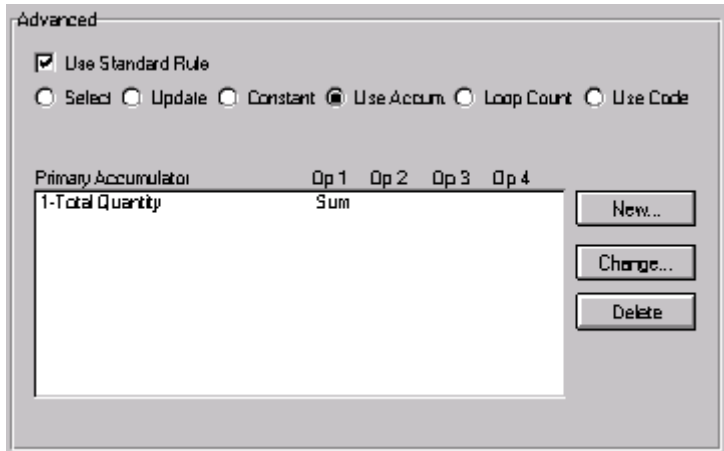 Advanced
Use Standard Rule
Select Update Constant Use Accum. Loop Count Use Code
Primary Accumulator Op 1 Op 2 Op 3 Op 4
1-Total Quantity Sum
New...
Change...
Delete